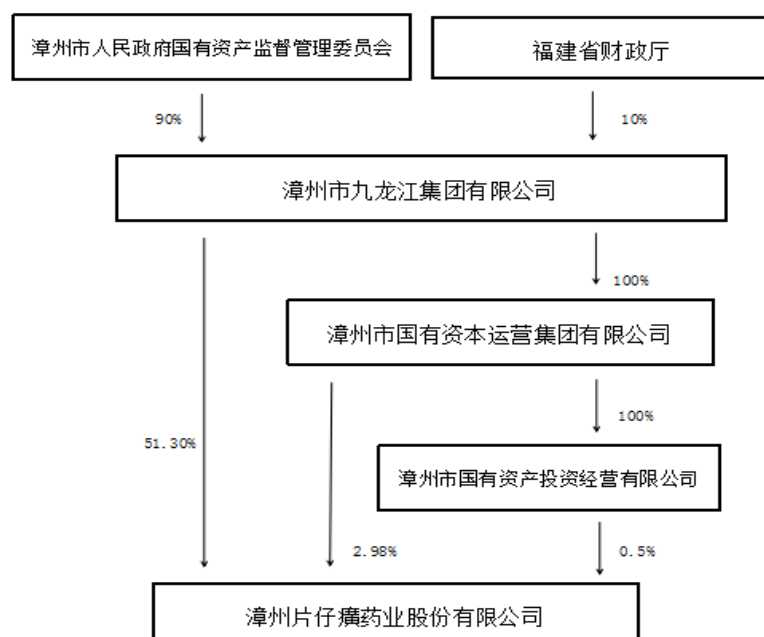 漳州市人民政府国有资产监督管理委员会
福建省财政厅
90%
10%
漳州市九龙江集团有限公司
100%
漳州市国有资本运营集团有限公司
100%
51.30%
漳州市国有资产投资经营有限公司
2.98%
0.5%
漳州片仔癀药业股份有限公司